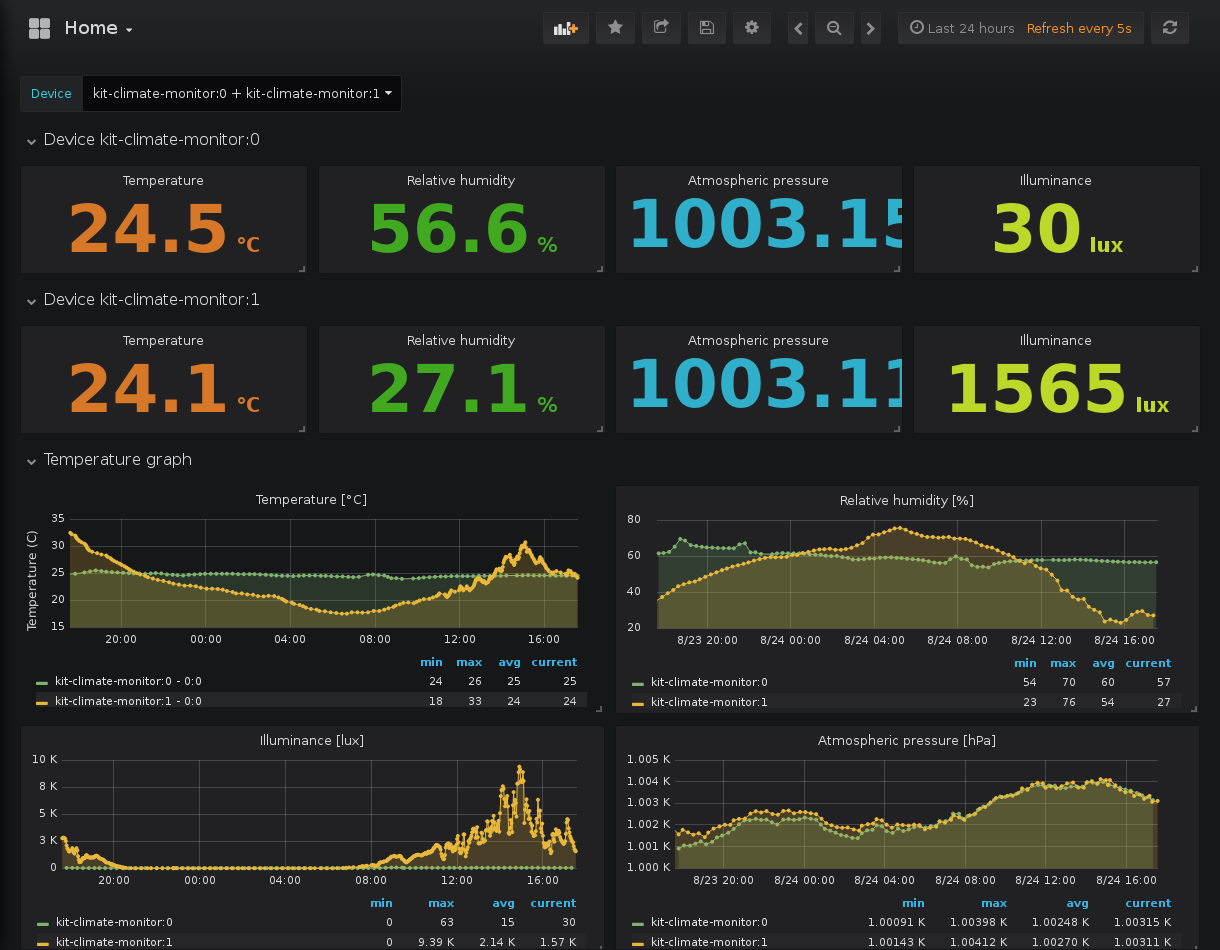 Home
Last 24 hours Refresh every 5s
Device kit-climate-monitor:0 + kit-climate-monitor:1
Device kit-climate-monitor:0
Temperature Relative humidity Atmospheric pressure Illuminance
24.5 °C 56.6 % 1003.15 30 lux
Device kit-climate-monitor:1
Temperature Relative humidity Atmospheric pressure Illuminance
24.1 °C 27.1 % 1003.11 1565 lux
Temperature graph
Temperature [°C]
Temperature (C)
35
30
25
20
15
20:00 00:00 04:00 08:00 12:00 16:00
min max avg current
kit-climate-monitor:0 - 0:0 24 26 25 25
kit-climate-monitor:1 - 0:0 18 33 24 24
Relative humidity [%]
80
60
40
20
8/23 20:00 8/24 00:00 8/24 04:00 8/24 08:00 8/24 12:00 8/24 16:00
min max avg current
kit-climate-monitor:0 54 70 60 57
kit-climate-monitor:1 23 76 54 27
Illuminance [lux]
10 K
8 K
5 K
3 K
0
20:00 00:00 04:00 08:00 12:00 16:00
min max avg current
kit-climate-monitor:0 0 63 15 30
kit-climate-monitor:1 0 9.39 K 2.14 K 1.57 K
Atmospheric pressure [hPa]
1.005 K
1.004 K
1.003 K
1.002 K
1.001 K
1.000 K
8/23 20:00 8/24 00:00 8/24 04:00 8/24 08:00 8/24 12:00 8/24 16:00
min max avg current
kit-climate-monitor:0 1.00091 K 1.00398 K 1.00248 K 1.00315 K
kit-climate-monitor:1 1.00143 K 1.00412 K 1.00270 K 1.00311 K